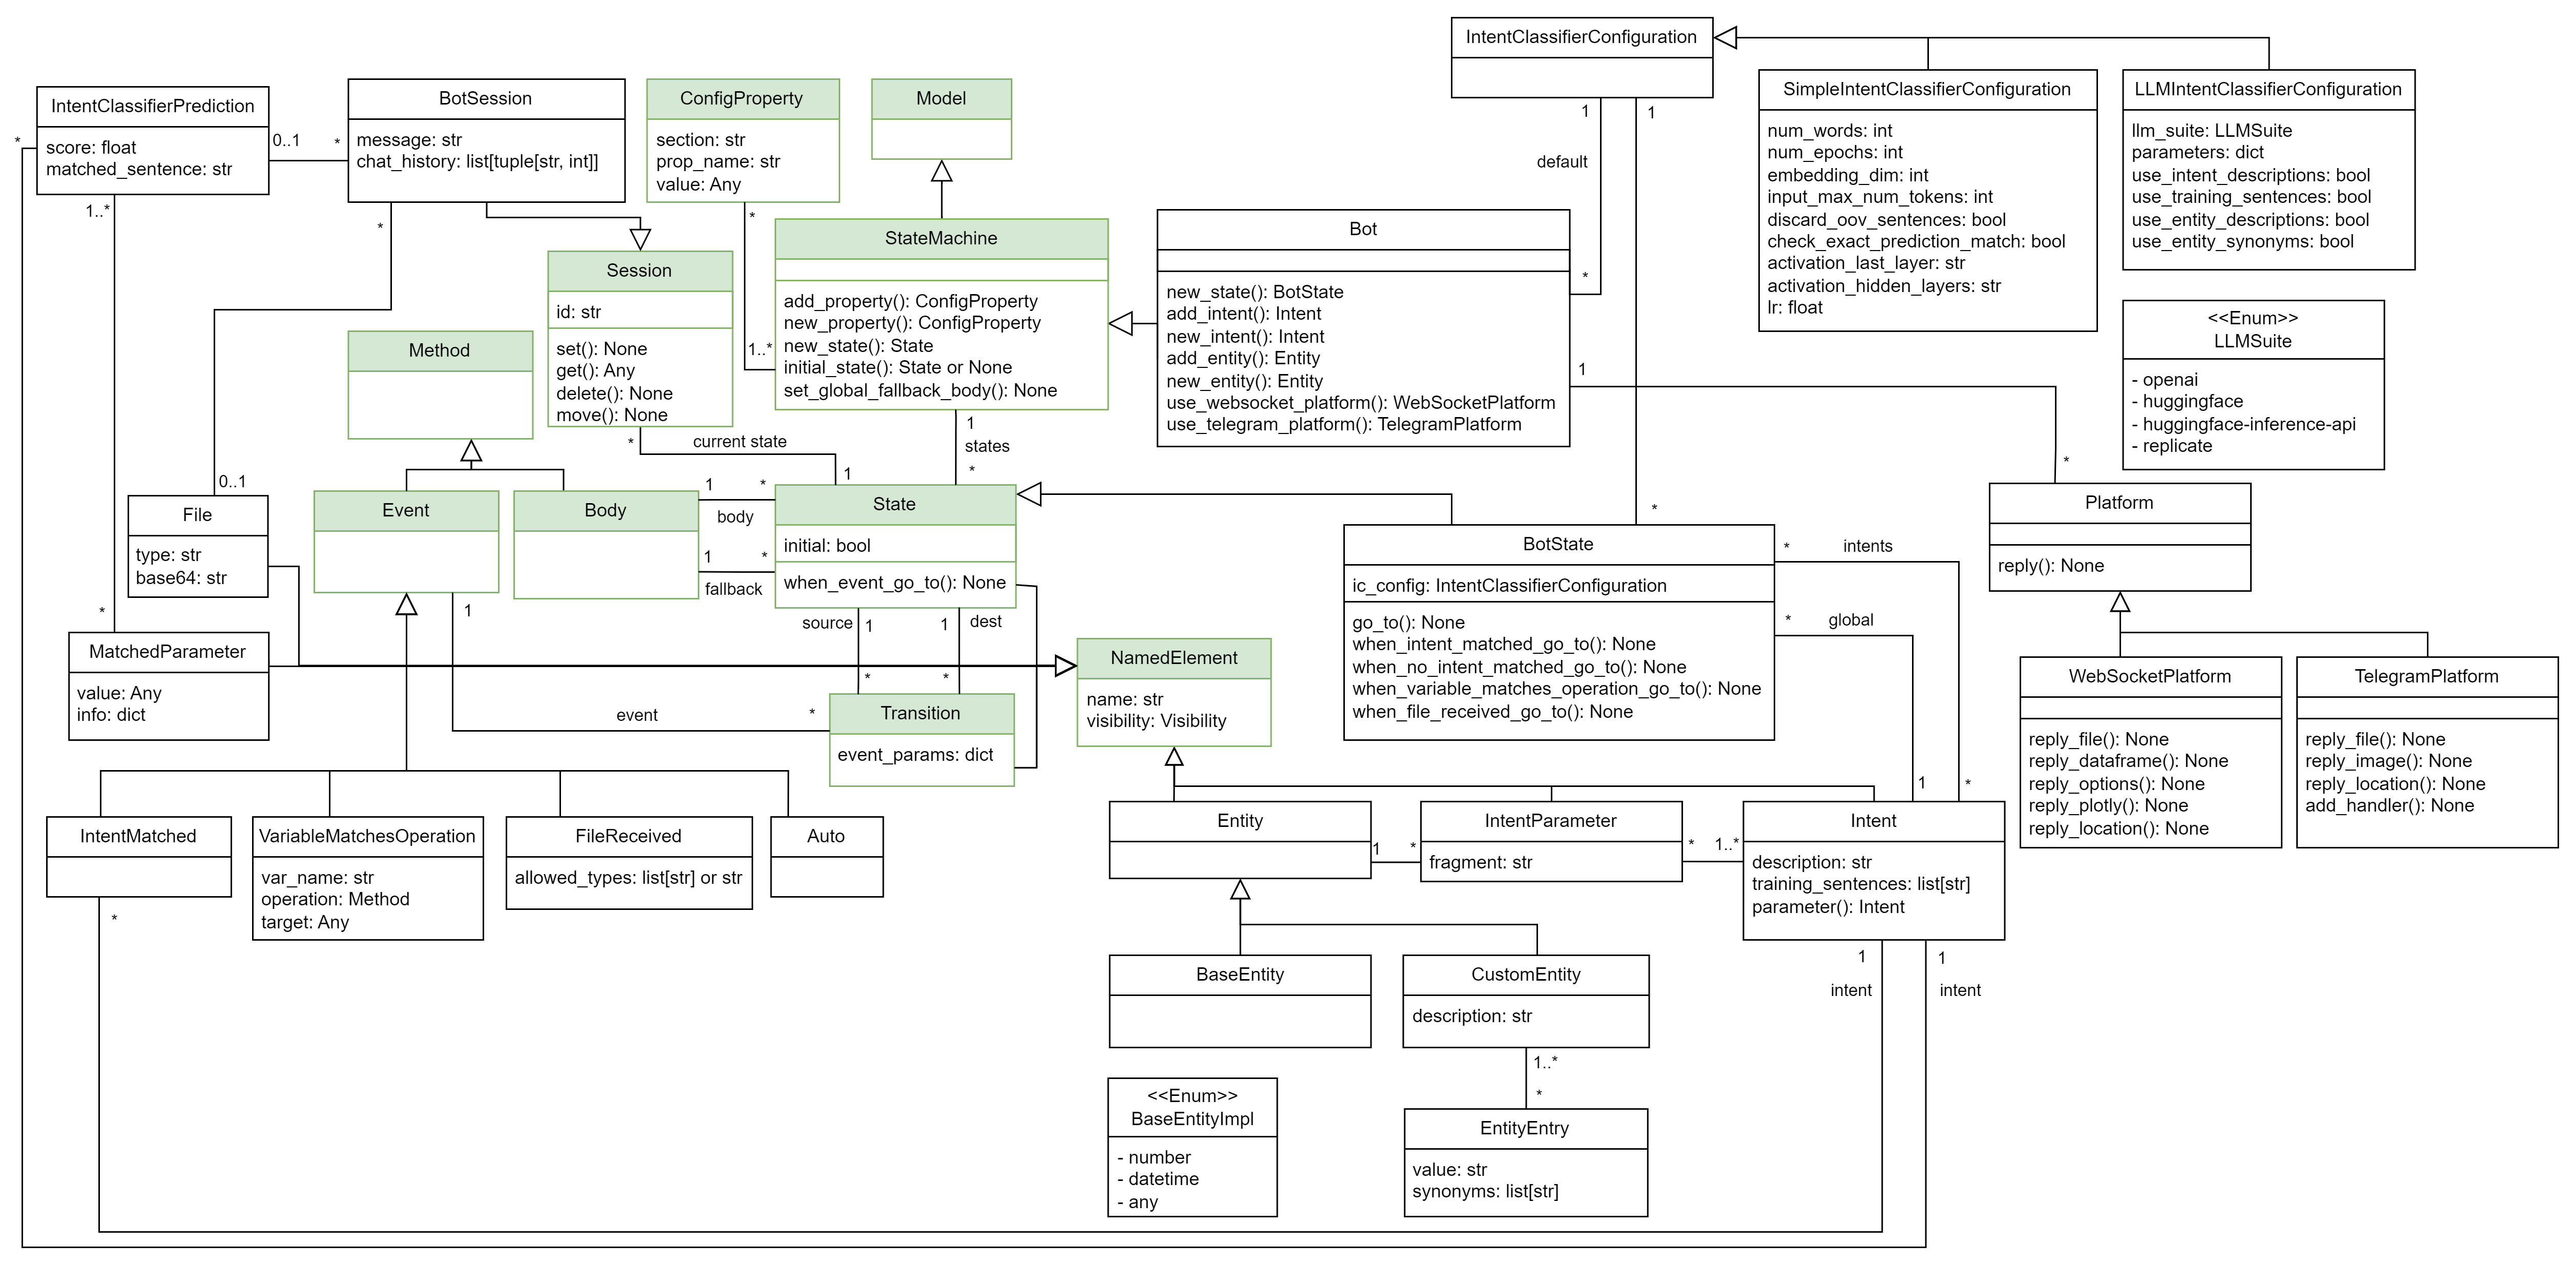 IntentClassifierConfiguration
SimpleIntentClassifierConfiguration
num_words: int
num_epochs: int
embedding_dim: int
input_max_num_tokens: int
discard_oov_sentences: bool
check_exact_prediction_match: bool
activation_last_layer: str
activation_hidden_layers: str
lr: float
LLMIntentClassifierConfiguration
llm_suite: LLMSuite
parameters: dict
use_intent_descriptions: bool
use_training_sentences: bool
use_entity_descriptions: bool
use_entity_synonyms: bool
IntentClassifierPrediction
score: float
matched_sentence: str
*
0..1
*
1..*
BotSession
message: str
chat_history: list[tuple[str, int]]
*
ConfigProperty
section: str
prop_name: str
value: Any
*
1..*
Model
1
1
default
*
StateMachine
add_property(): ConfigProperty
new_property(): ConfigProperty
new_state(): State
initial_state(): State or None
set_global_fallback_body(): None
Bot
new_state(): BotState
add_intent(): Intent
new_intent(): Intent
add_entity(): Entity
new_entity(): Entity
use_websocket_platform(): WebSocketPlatform
use_telegram_platform(): TelegramPlatform
1
*
Session
id: str
set(): None
get(): Any
delete(): None
move(): None
*
current state
1
1
states
*
<<Enum>>
LLMSuite
- openai
- huggingface
- huggingface-inference-api
- replicate
Method
0..1
File
type: str
base64: str
Event
1
Body
1
*
body
1
*
fallback
State
initial: bool
when_event_go_to(): None
source
1
1
dest
*
*
*
BotState
ic_config: IntentClassifierConfiguration
go_to(): None
when_intent_matched_go_to(): None
when_no_intent_matched_go_to(): None
when_variable_matches_operation_go_to(): None
when_file_received_go_to(): None
*
intents
*
global
1
*
Platform
reply(): None
WebSocketPlatform
reply_file(): None
reply_dataframe(): None
reply_options(): None
reply_plotly(): None
reply_location(): None
TelegramPlatform
reply_file(): None
reply_image(): None
reply_location(): None
add_handler(): None
*
MatchedParameter
value: Any
info: dict
event
*
Transition
event_params: dict
NamedElement
name: str
visibility: Visibility
IntentMatched
*
VariableMatchesOperation
var_name: str
operation: Method
target: Any
FileReceived
allowed_types: list[str] or str
Auto
Entity
1
*
IntentParameter
fragment: str
*
1..*
Intent
description: str
training_sentences: list[str]
parameter(): Intent
1
intent
1
intent
BaseEntity
CustomEntity
description: str
1..*
*
<<Enum>>
BaseEntityImpl
- number
- datetime
- any
EntityEntry
value: str
synonyms: list[str]